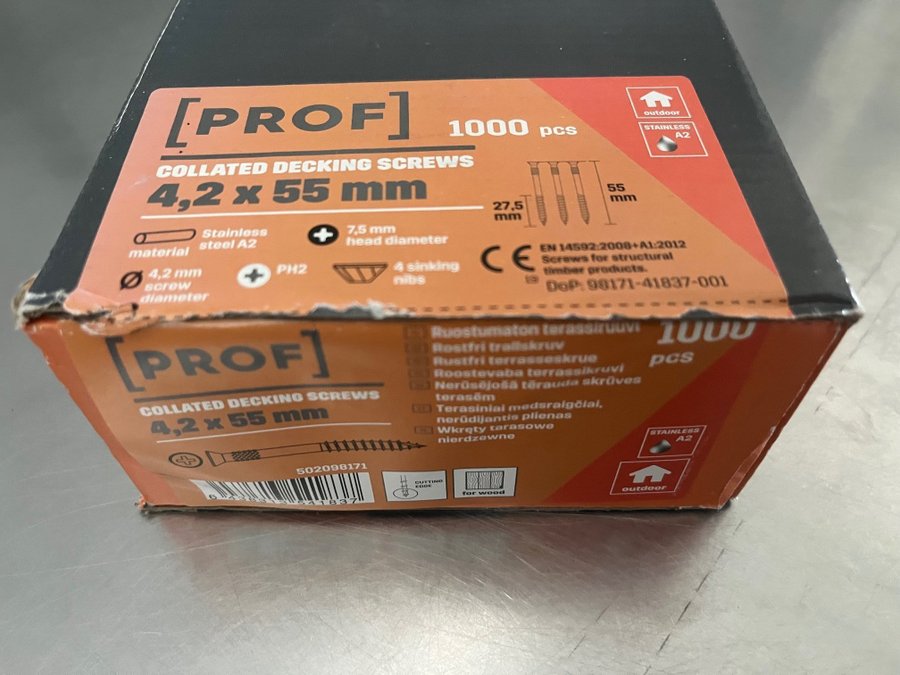 [PROF]
1000 pcs
outdoor
STAINLESS
A2
COLLATED DECKING SCREWS
4,2 x 55 mm
27,5
mm
55
mm
Stainless
steel A2
material
7,5 mm
head diameter
4,2 mm
screw
diameter
PH2
4 sinking
nibs
CE
EN 14592:2008+A1:2012
Screws for structural
timber products.
DoP: 98171-41837-001
[PROF]
COLLATED DECKING SCREWS
4,2 x 55 mm
Ruostumaton terassiruuvi
Rostfri trallskruv
Rustfri terrasseskrue
Roostevaba terrassikruvi
Nerūsējošā tērauda skrūves
terasēm
Terasiniai medsraigčiai,
nerūdijantis plienas
Wkręty tarasowe
nierdzewne
1000
pcs
STAINLESS
A2
outdoor
502098171
CUTTING
EDGE
for wood